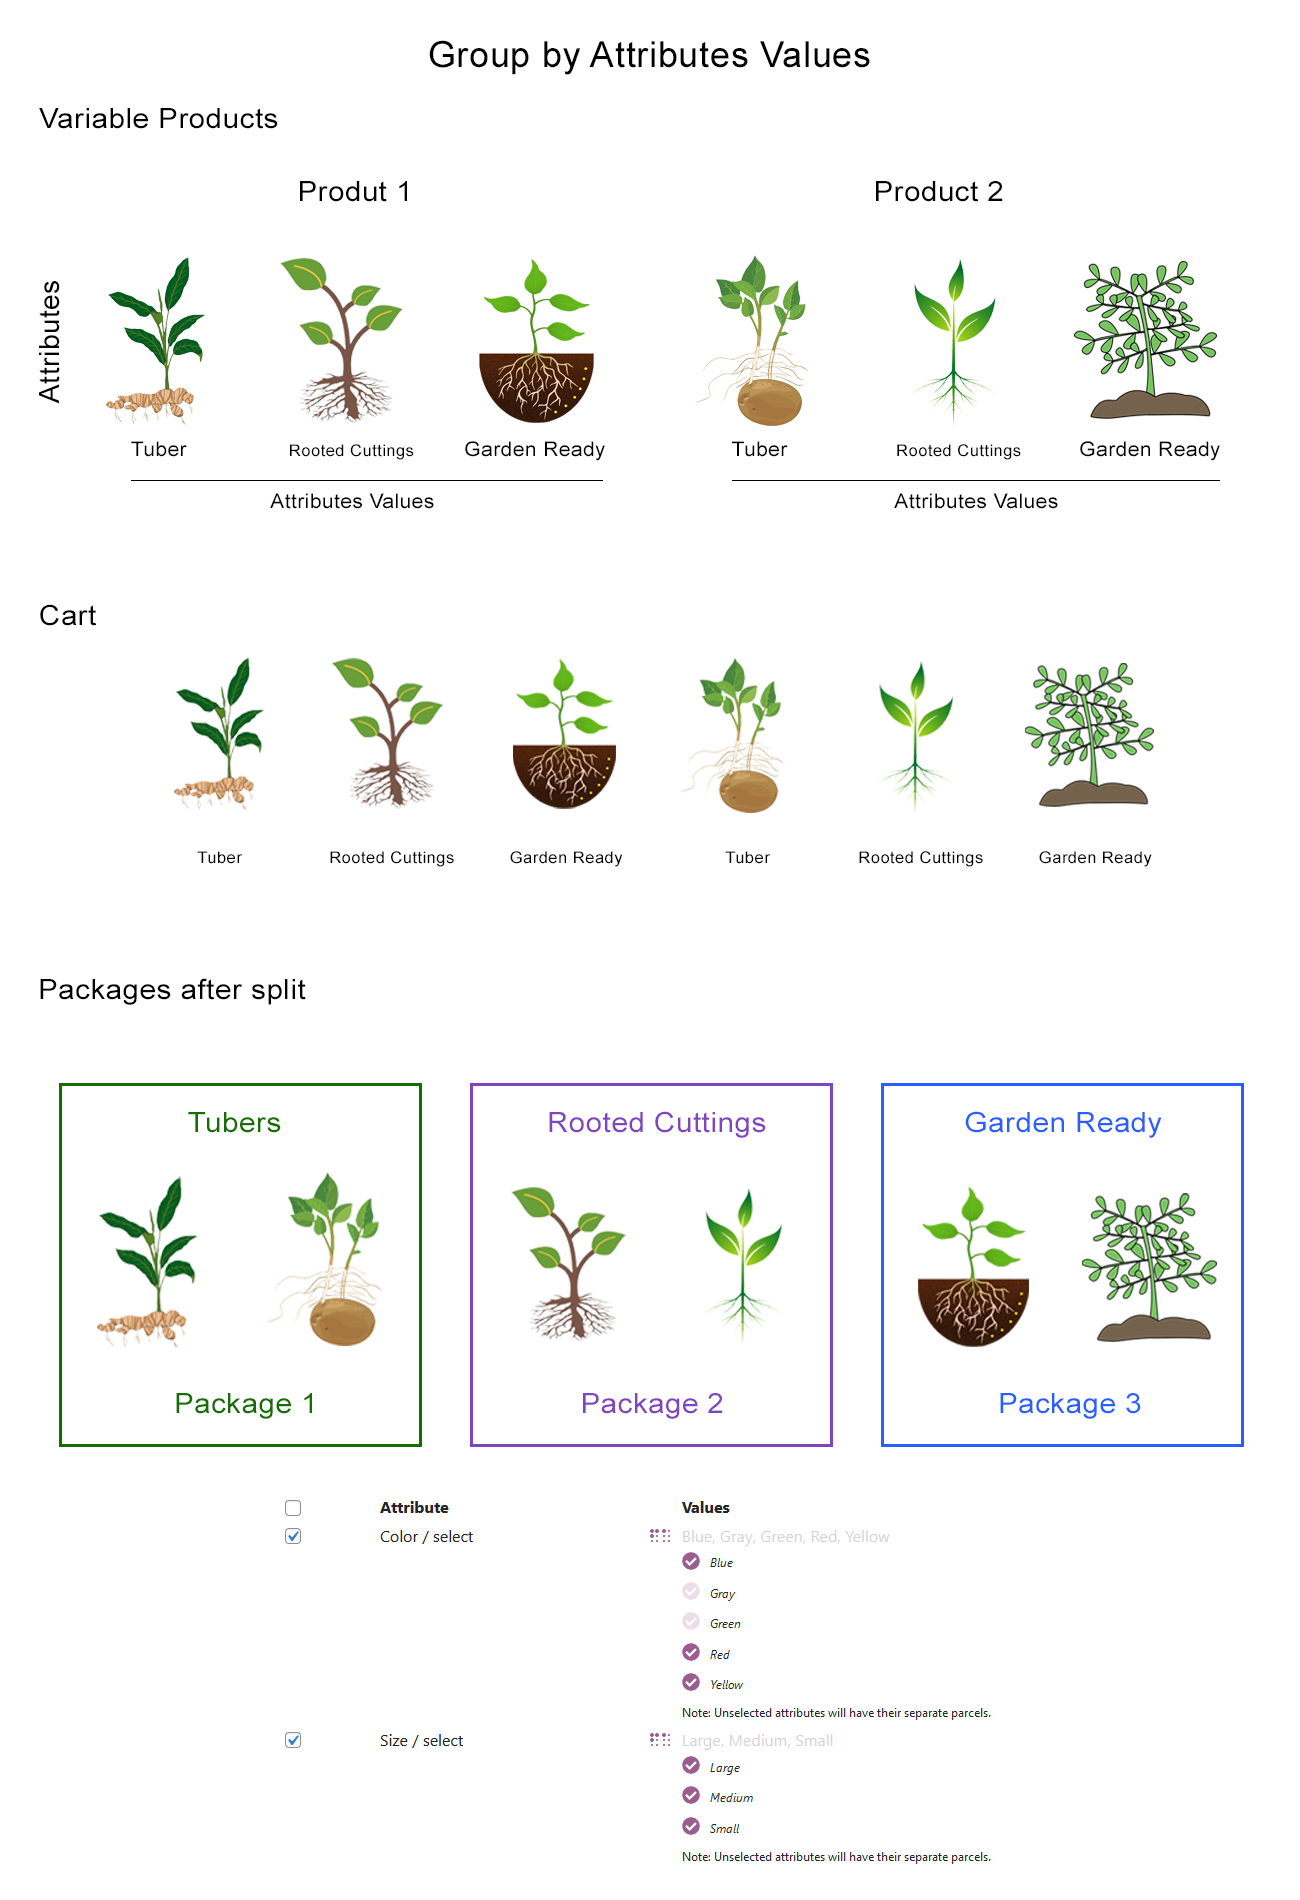 Group by Attributes Values
Variable Products
Produt 1
Product 2
Attributes
Tuber
Rooted Cuttings
Garden Ready
Tuber
Rooted Cuttings
Garden Ready
Attributes Values
Attributes Values
Cart
Tuber
Rooted Cuttings
Garden Ready
Tuber
Rooted Cuttings
Garden Ready
Packages after split
Tubers
Rooted Cuttings
Garden Ready
Package 1
Package 2
Package 3
Attribute
Values
Color / select
Blue, Gray, Green, Red, Yellow
Blue
Gray
Green
Red
Yellow
Note: Unselected attributes will have their separate parcels.
Size / select
Large, Medium, Small
Large
Medium
Small
Note: Unselected attributes will have their separate parcels.